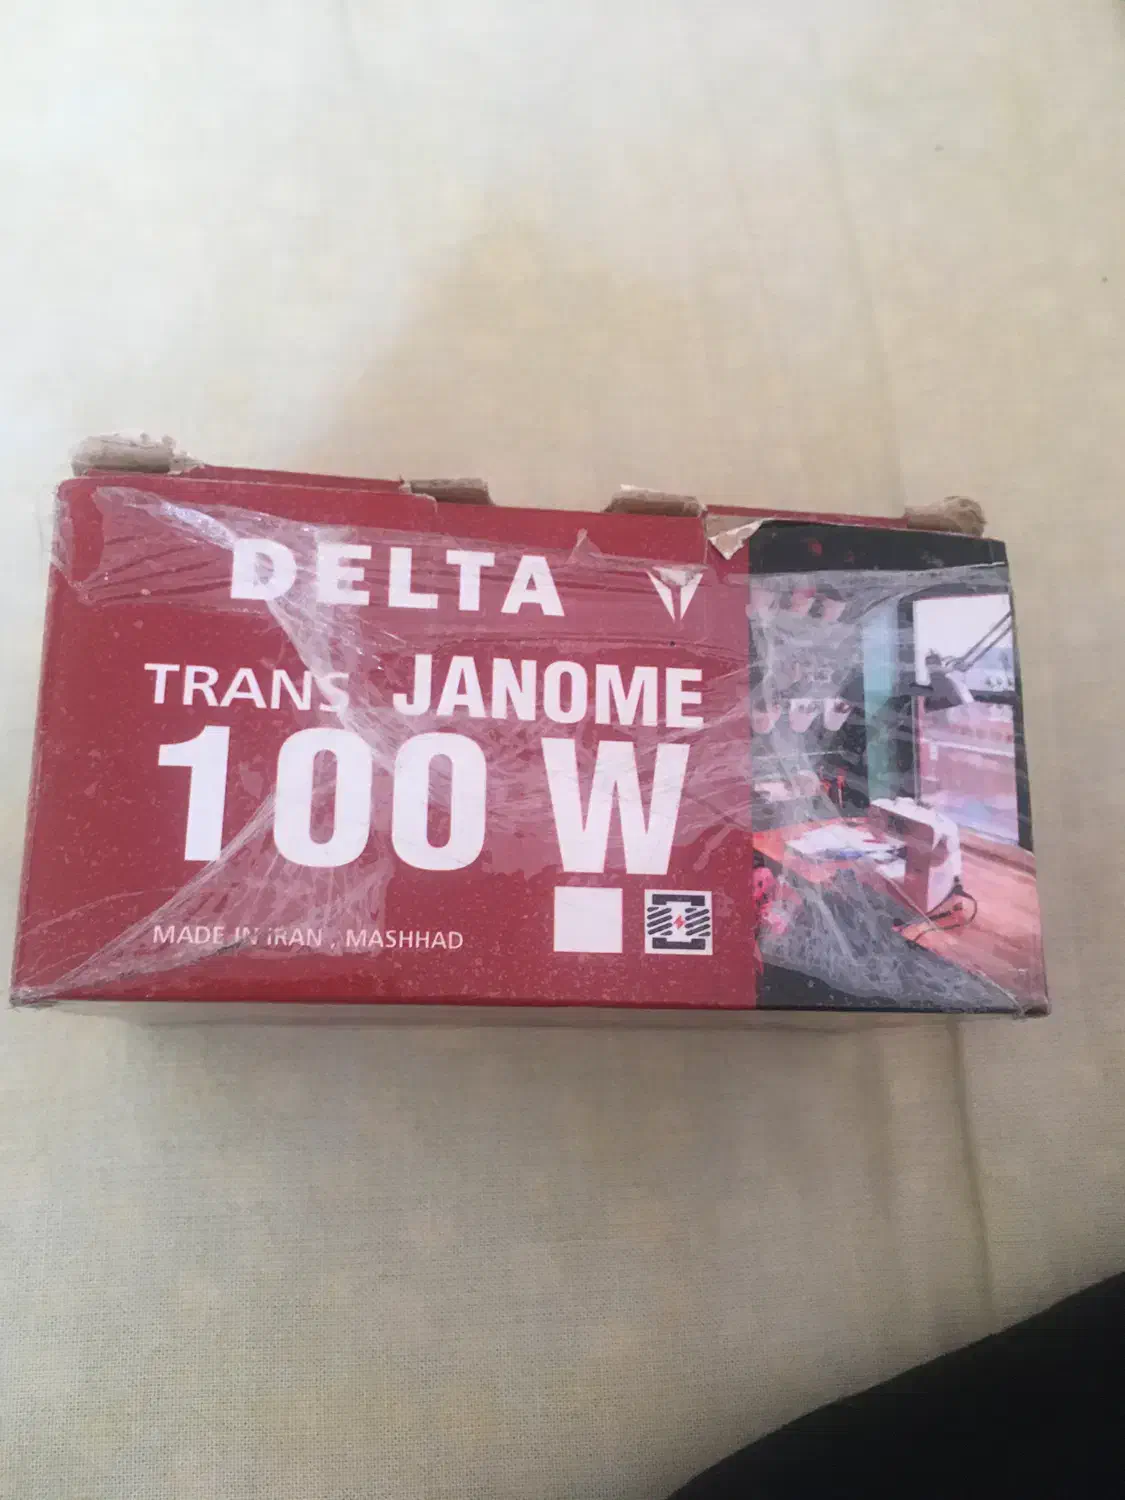 DELTA
TRANS JANOME
100 W
MADE IN IRAN , MASHHAD